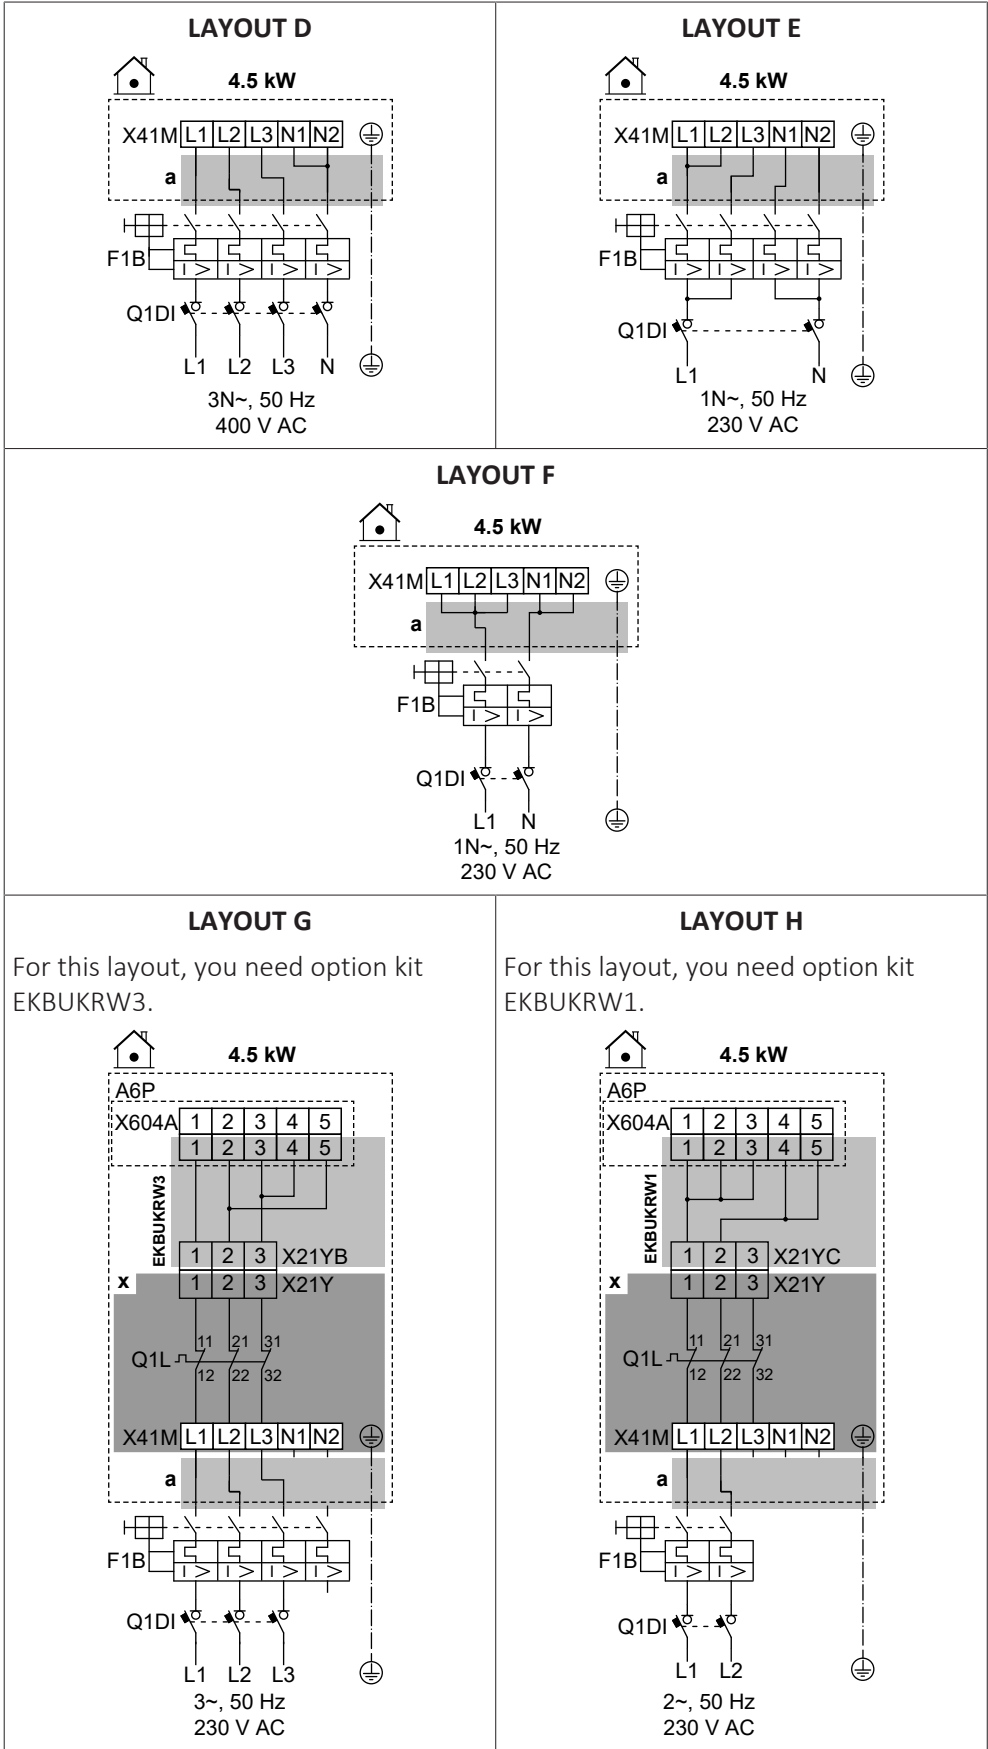 LAYOUT D
4.5 kW
X41M L1 L2 L3 N1 N2
a
F1B
I > I > I > I >
Q1DI
L1 L2 L3 N
3N~, 50 Hz
400 V AC
LAYOUT E
4.5 kW
X41M L1 L2 L3 N1 N2
a
F1B
I > I > I > I >
Q1DI
L1 N
1N~, 50 Hz
230 V AC
LAYOUT F
4.5 kW
X41M L1 L2 L3 N1 N2
a
F1B
I > I >
Q1DI
L1 N
1N~, 50 Hz
230 V AC
LAYOUT G
For this layout, you need option kit
EKBUKRW3.
4.5 kW
A6P
X604A 1 2 3 4 5
1 2 3 4 5
EKBUKRW3
1 2 3 X21YB
x 1 2 3 X21Y
11 21 31
Q1L
12 22 32
X41M L1 L2 L3 N1 N2
a
F1B
I > I > I > I >
Q1DI
L1 L2 L3
3~, 50 Hz
230 V AC
LAYOUT H
For this layout, you need option kit
EKBUKRW1.
4.5 kW
A6P
X604A 1 2 3 4 5
1 2 3 4 5
EKBUKRW1
1 2 3 X21YC
x 1 2 3 X21Y
11 21 31
Q1L
12 22 32
X41M L1 L2 L3 N1 N2
a
F1B
I > I >
Q1DI
L1 L2
2~, 50 Hz
230 V AC